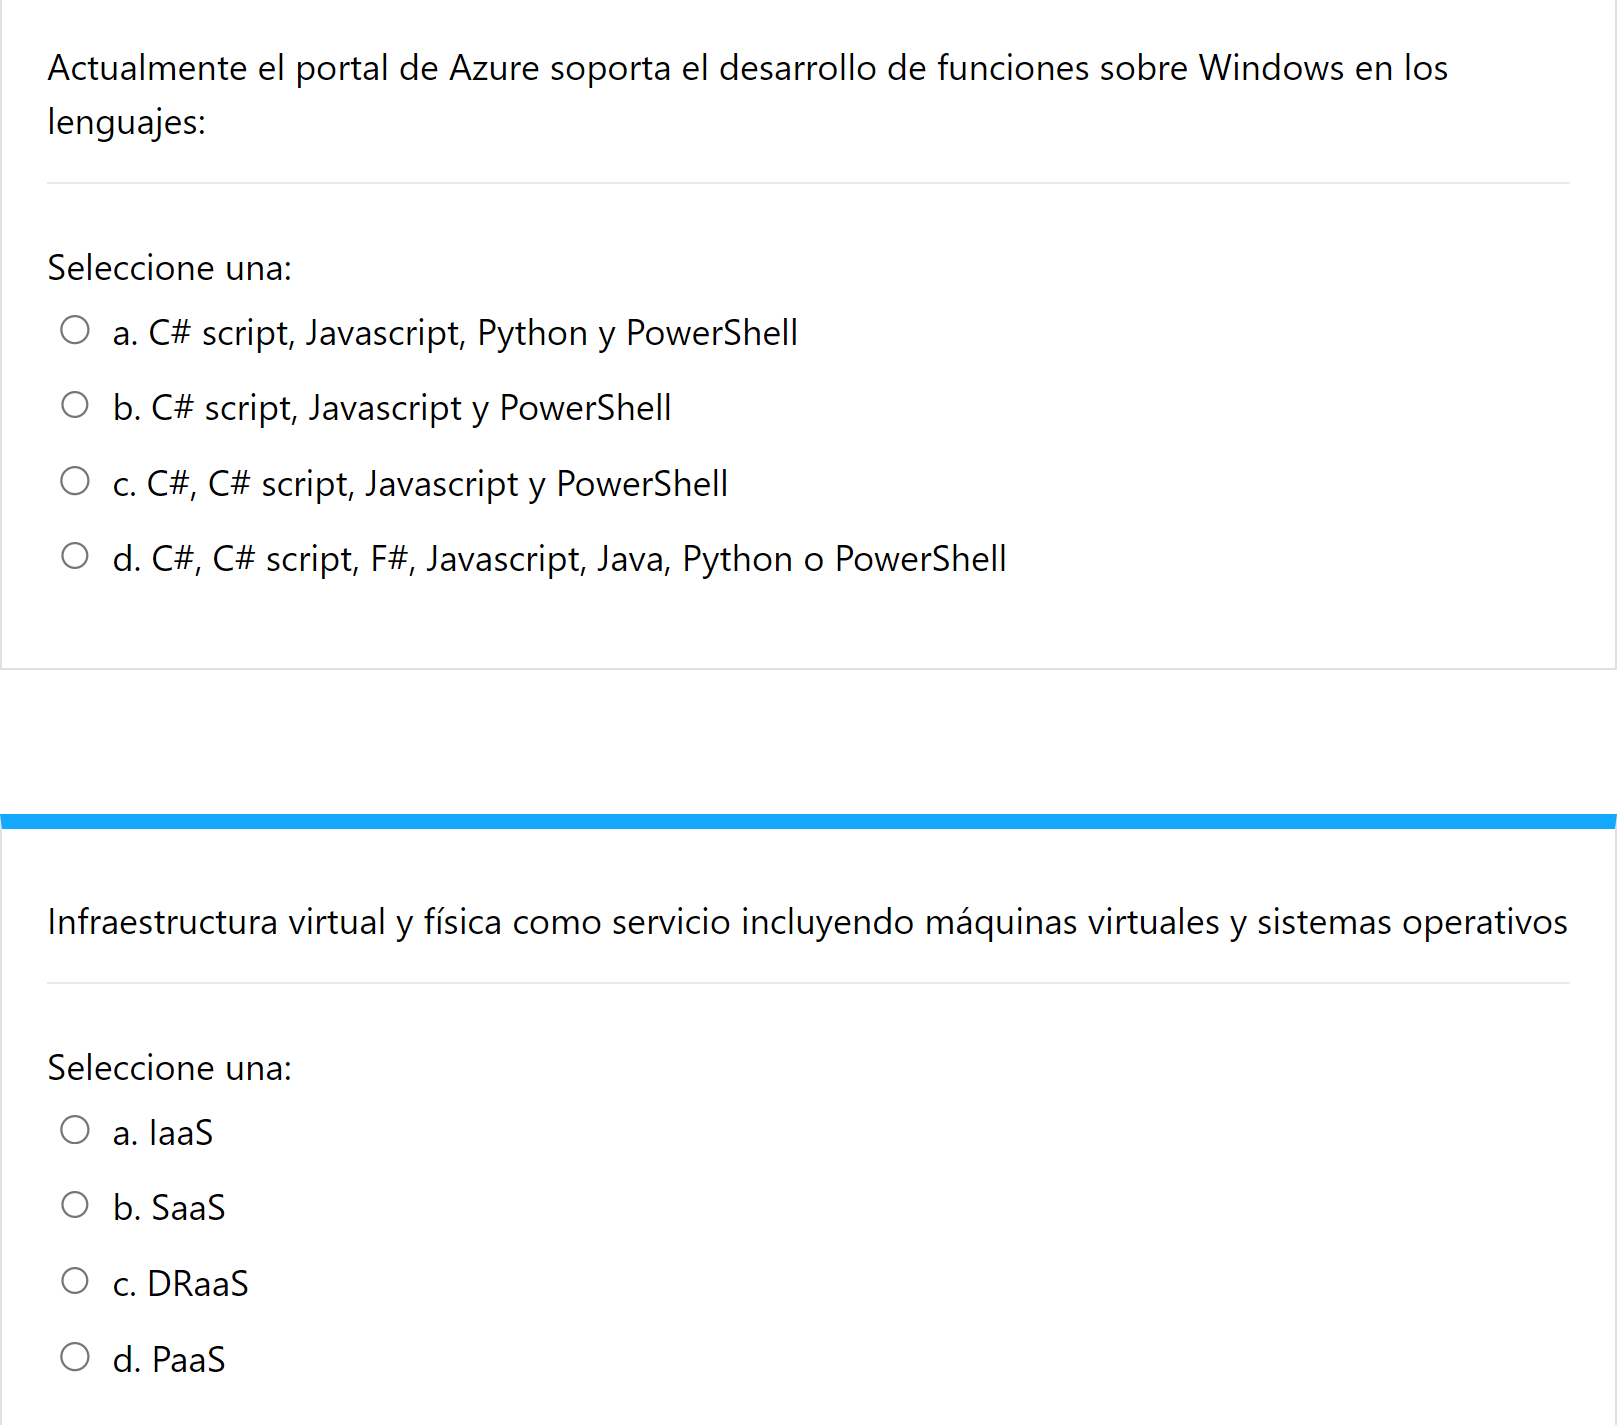 Actualmente el portal de Azure soporta el desarrollo de funciones sobre Windows en los
lenguajes:
Seleccione una:
a. C# script, Javascript, Python y PowerShell
b. C# script, Javascript y PowerShell
c. C#, C# script, Javascript y PowerShell
d. C#, C# script, F#, Javascript, Java, Python o PowerShell
Infraestructura virtual y física como servicio incluyendo máquinas virtuales y sistemas operativos
Seleccione una:
a. IaaS
b. SaaS
c. DRaaS
d. PaaS